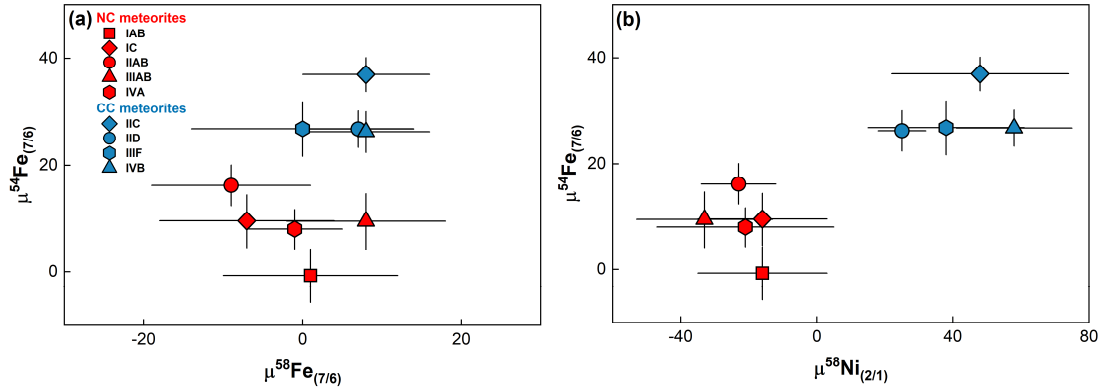 (a)
NC meteorites
IAB
IC
IIAB
IIIAB
IVA
CC meteorites
IIC
IID
IIIF
IVB
40
20
0
-20
0
20
μ⁵⁴Fe(7/6)
μ⁵⁸Fe(7/6)
(b)
40
20
0
-40
0
40
80
μ⁵⁴Fe(7/6)
μ⁵⁸Ni(2/1)